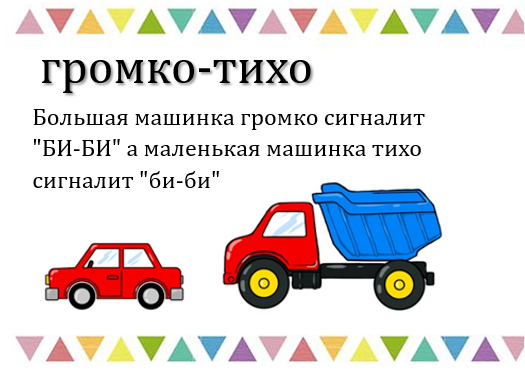 громко-тихо
Большая машинка громко сигналит
"БИ-БИ" а маленькая машинка тихо
сигналит "би-би"